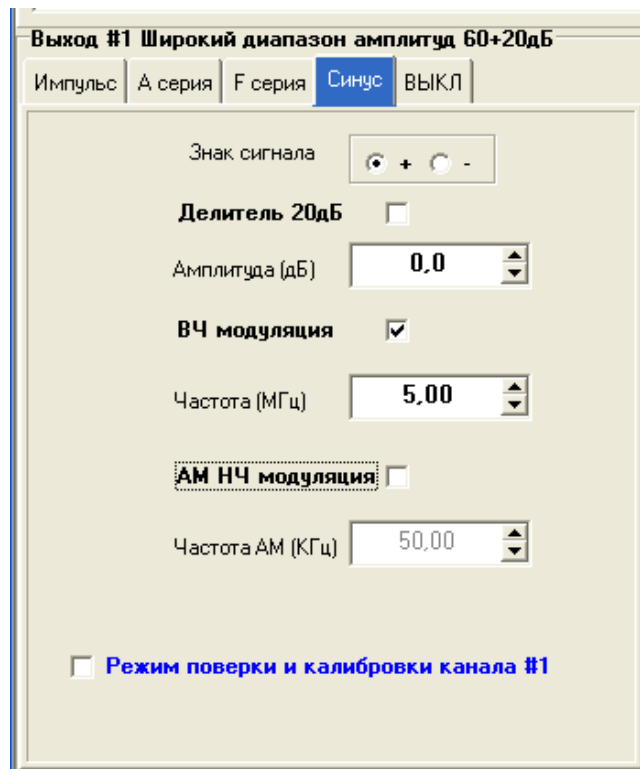 Выход #1 Широкий диапазон амплитуд 60+20дБ
Импульс А серия F серия Синус ВЫКЛ
Знак сигнала + -
Делитель 20дБ
Амплитуда (дБ) 0,0
ВЧ модуляция
Частота (МГц) 5,00
АМ НЧ модуляция
Частота АМ (КГц) 50,00
Режим поверки и калибровки канала #1